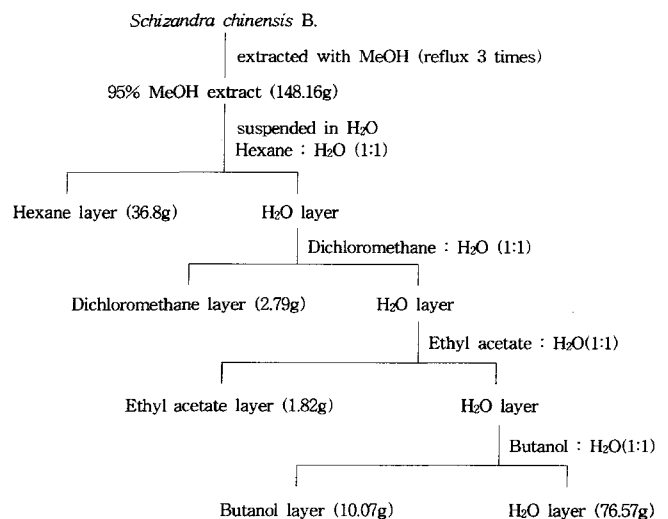 Schizandra chinensis B.
extracted with MeOH (reflux 3 times)
95% MeOH extract (148.16g)
suspended in H₂O
Hexane : H₂O (1:1)
Hexane layer (36.8g) H₂O layer
Dichloromethane : H₂O (1:1)
Dichloromethane layer (2.79g) H₂O layer
Ethyl acetate : H₂O(1:1)
Ethyl acetate layer (1.82g) H₂O layer
Butanol : H₂O(1:1)
Butanol layer (10.07g) H₂O layer (76.57g)